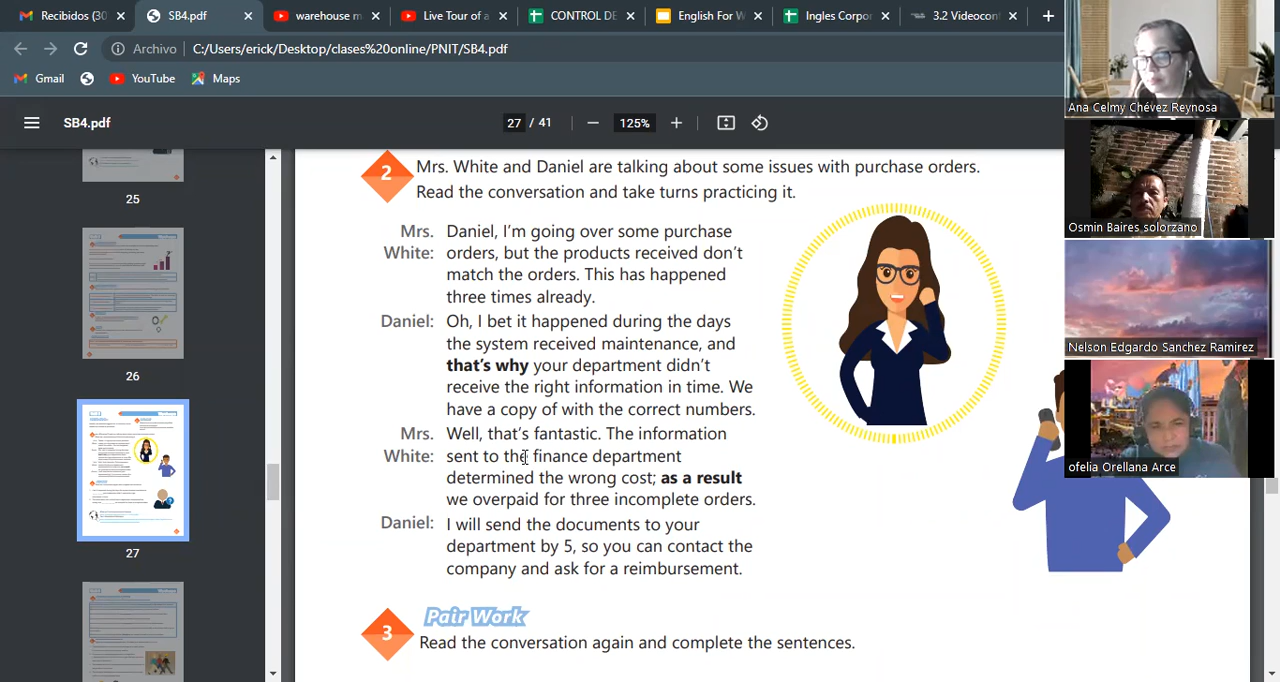 Recibidos (30
SB4.pdf
warehouse m
Live Tour of a
CONTROL DE
English For W
Ingles Corpor
3.2 Videocon
Archivo
C:/Users/erick/Desktop/clases%20online/PNIT/SB4.pdf
Gmail
YouTube
Maps
SB4.pdf
27 / 41
125%
25
26
27
2
Mrs. White and Daniel are talking about some issues with purchase orders.
Read the conversation and take turns practicing it.
Mrs. White: Daniel, I'm going over some purchase
orders, but the products received don't
match the orders. This has happened
three times already.
Daniel: Oh, I bet it happened during the days
the system received maintenance, and
that's why your department didn't
receive the right information in time. We
have a copy of with the correct numbers.
Mrs. White: Well, that's fantastic. The information
sent to the department
determined the wrong cost; as a result
we overpaid for three incomplete orders.
Daniel: I will send the documents to your
department by 5, so you can contact the
company and ask for a reimbursement.
3
Pair Work
Read the conversation again and complete the sentences.
Ana Celmy Chévez Reynosa
Osmin Baires solorzano
Nelson Edgardo Sanchez Ramirez
ofelia Orellana Arce